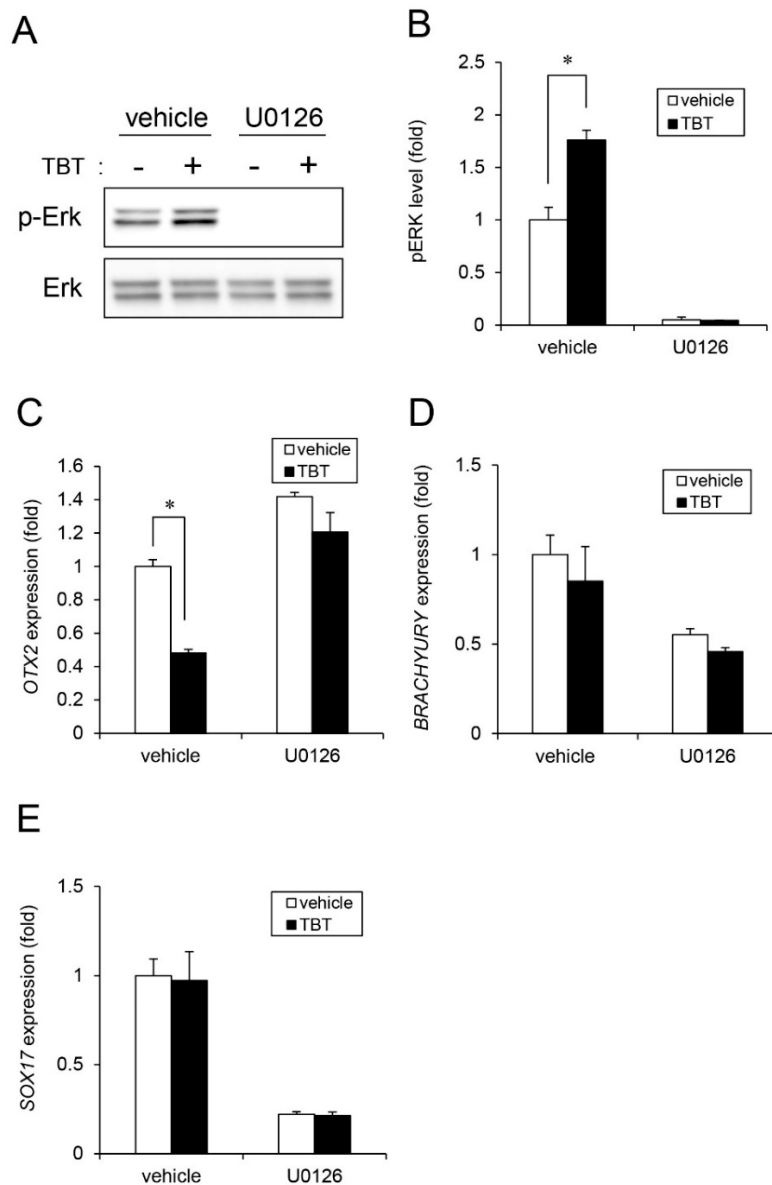 A
vehicle U0126
TBT : - + - +
p-Erk
Erk
B
*
2.5
2
1.5
1
0.5
0
pERK level (fold)
vehicle
TBT
vehicle U0126
C
*
1.6
1.4
1.2
1
0.8
0.6
0.4
0.2
0
OTX2 expression (fold)
vehicle
TBT
vehicle U0126
D
1.5
1
0.5
0
BRACHYURY expression (fold)
vehicle
TBT
vehicle U0126
E
1.5
1
0.5
0
SOX17 expression (fold)
vehicle
TBT
vehicle U0126